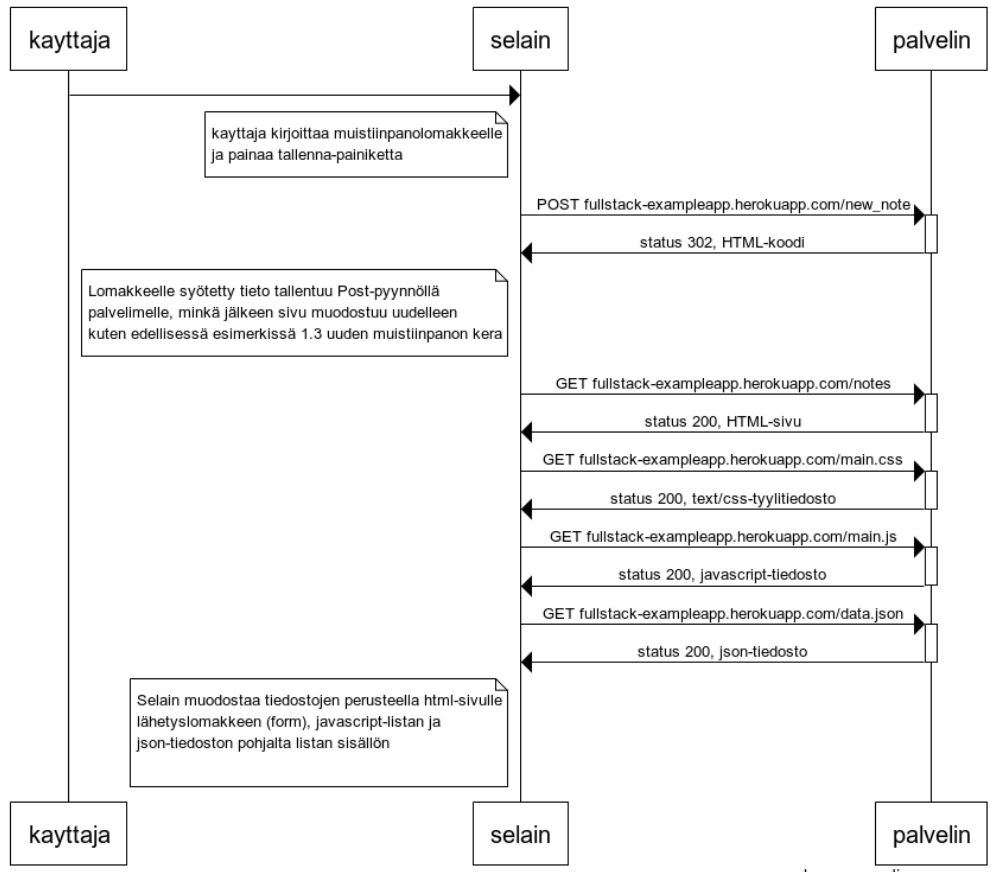 kayttaja
selain
palvelin
kayttaja kirjoittaa muistiinpanolomakkeelle
ja painaa tallenna-painiketta
POST fullstack-exampleapp.herokuapp.com/new_note
status 302, HTML-koodi
Lomakkeelle syötetty tieto tallentuu Post-pyynnöllä
palvelimelle, minkä jälkeen sivu muodostuu uudelleen
kuten edellisessä esimerkissä 1.3 uuden muistiinpanon kera
GET fullstack-exampleapp.herokuapp.com/notes
status 200, HTML-sivu
GET fullstack-exampleapp.herokuapp.com/main.css
status 200, text/css-tyylitiedosto
GET fullstack-exampleapp.herokuapp.com/main.js
status 200, javascript-tiedosto
GET fullstack-exampleapp.herokuapp.com/data.json
status 200, json-tiedosto
Selain muodostaa tiedostojen perusteella html-sivulle
lähetyslomakkeen (form), javascript-listan ja
json-tiedoston pohjalta listan sisällön
kayttaja
selain
palvelin